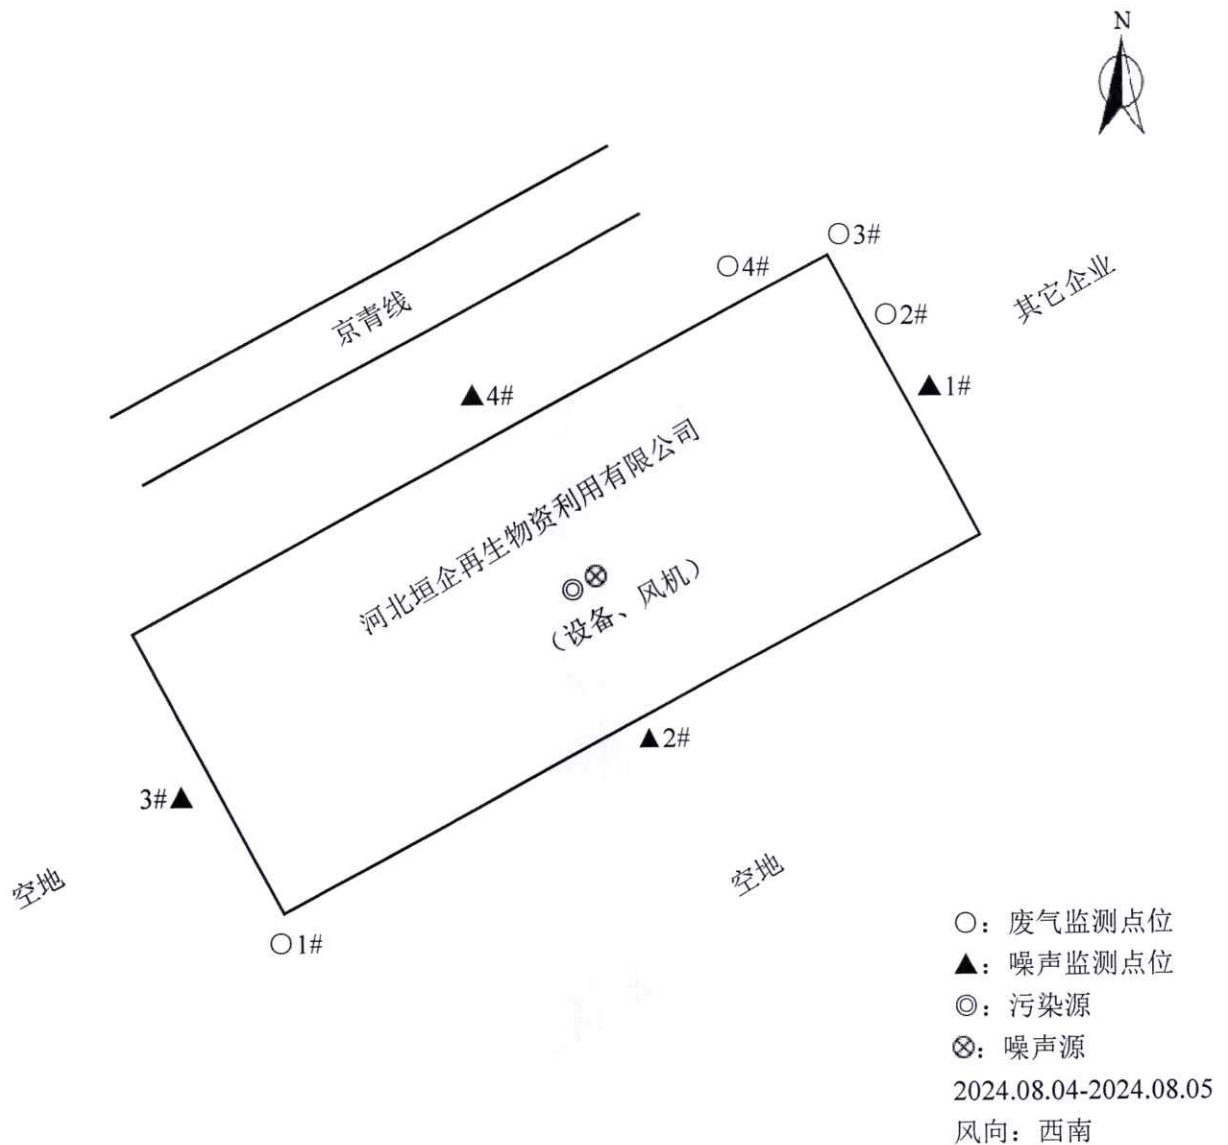 N
○3#
○4#
其它企业
○2#
京青线
▲1#
▲4#
河北垣企再生物资利用有限公司
(设备、风机)
▲2#
3#▲
空地
空地
○1#
○：废气监测点位
▲：噪声监测点位
◎：污染源
⊗：噪声源
2024.08.04-2024.08.05
风向：西南